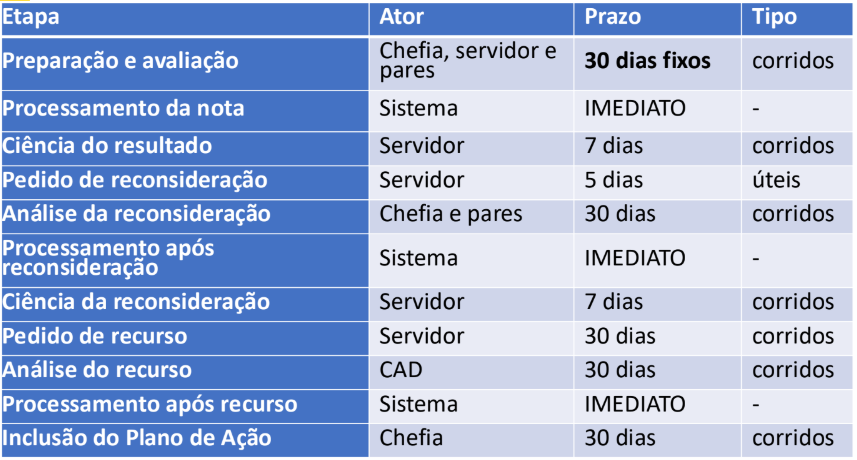 Etapa Ator Prazo Tipo
Preparação e avaliação Chefia, servidor e pares 30 dias fixos corridos
Processamento da nota Sistema IMEDIATO -
Ciência do resultado Servidor 7 dias corridos
Pedido de reconsideração Servidor 5 dias úteis
Análise da reconsideração Chefia e pares 30 dias corridos
Processamento após reconsideração Sistema IMEDIATO -
Ciência da reconsideração Servidor 7 dias corridos
Pedido de recurso Servidor 30 dias corridos
Análise do recurso CAD 30 dias corridos
Processamento após recurso Sistema IMEDIATO -
Inclusão do Plano de Ação Chefia 30 dias corridos